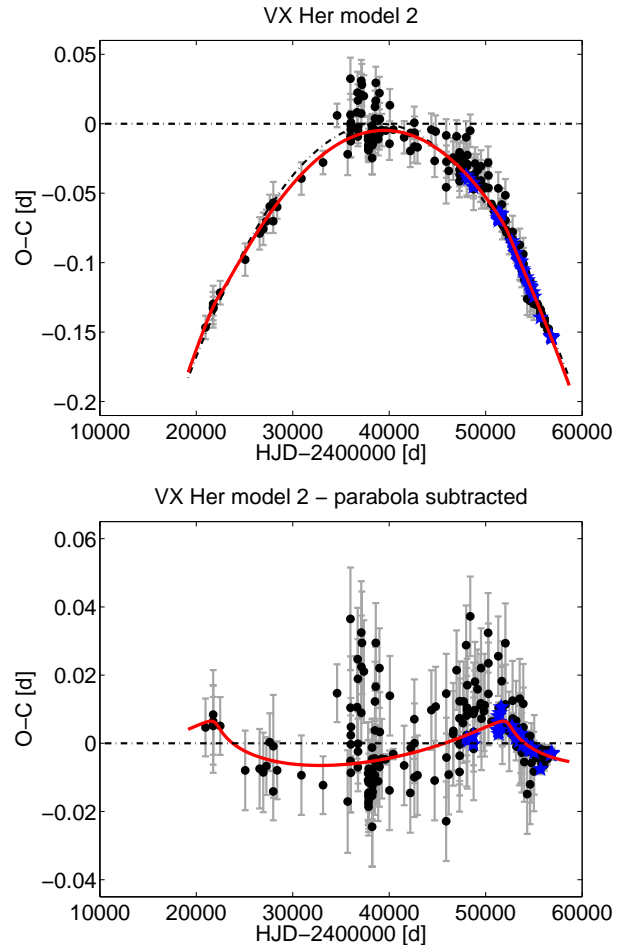 VX Her model 2
0.05
0
−0.05
−0.1
−0.15
−0.2
O−C [d]
10000 20000 30000 40000 50000 60000
HJD−2400000 [d]
VX Her model 2 − parabola subtracted
0.06
0.04
0.02
0
−0.02
−0.04
O−C [d]
10000 20000 30000 40000 50000 60000
HJD−2400000 [d]